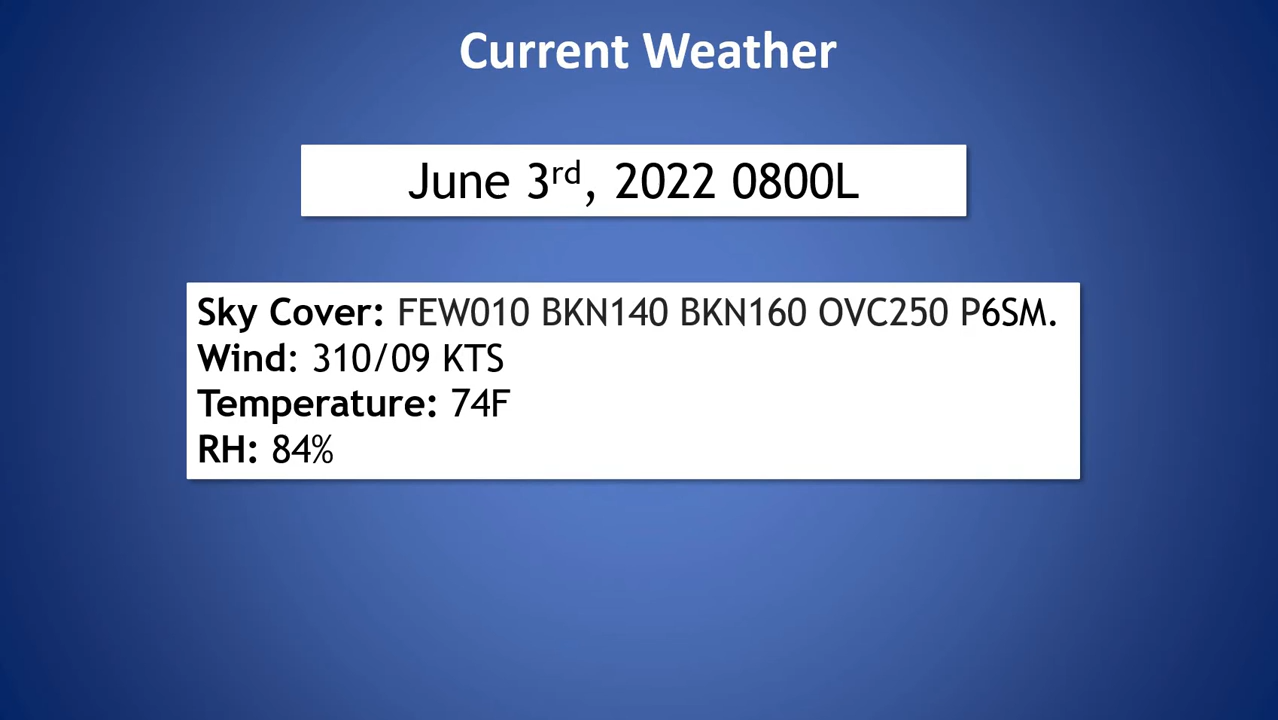 Current Weather
June 3rd, 2022 0800L
Sky Cover: FEW010 BKN140 BKN160 OVC250 P6SM.
Wind: 310/09 KTS
Temperature: 74F
RH: 84%